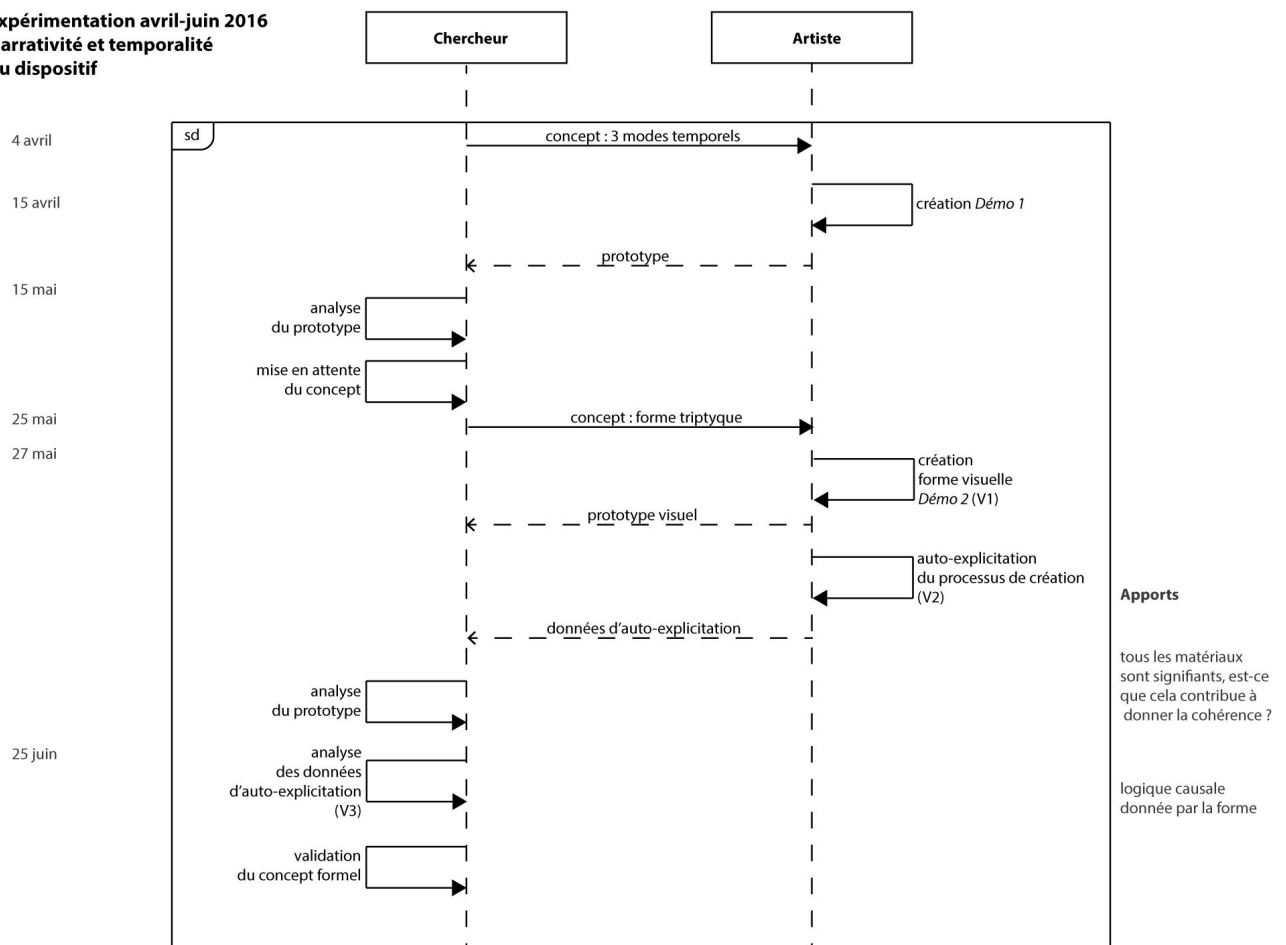 xpérimentation avril-juin 2016
arrativité et temporalité
u dispositif
Chercheur
Artiste
sd
4 avril
concept : 3 modes temporels
15 avril
création Démo 1
prototype
15 mai
analyse
du prototype
mise en attente
du concept
25 mai
concept : forme triptyque
27 mai
création
forme visuelle
Démo 2 (V1)
prototype visuel
auto-explicitation
du processus de création
(V2)
Apports
données d'auto-explicitation
tous les matériaux
sont signifiants, est-ce
que cela contribue à
donner la cohérence ?
analyse
du prototype
25 juin
analyse
des données
d'auto-explicitation
(V3)
logique causale
donnée par la forme
validation
du concept formel